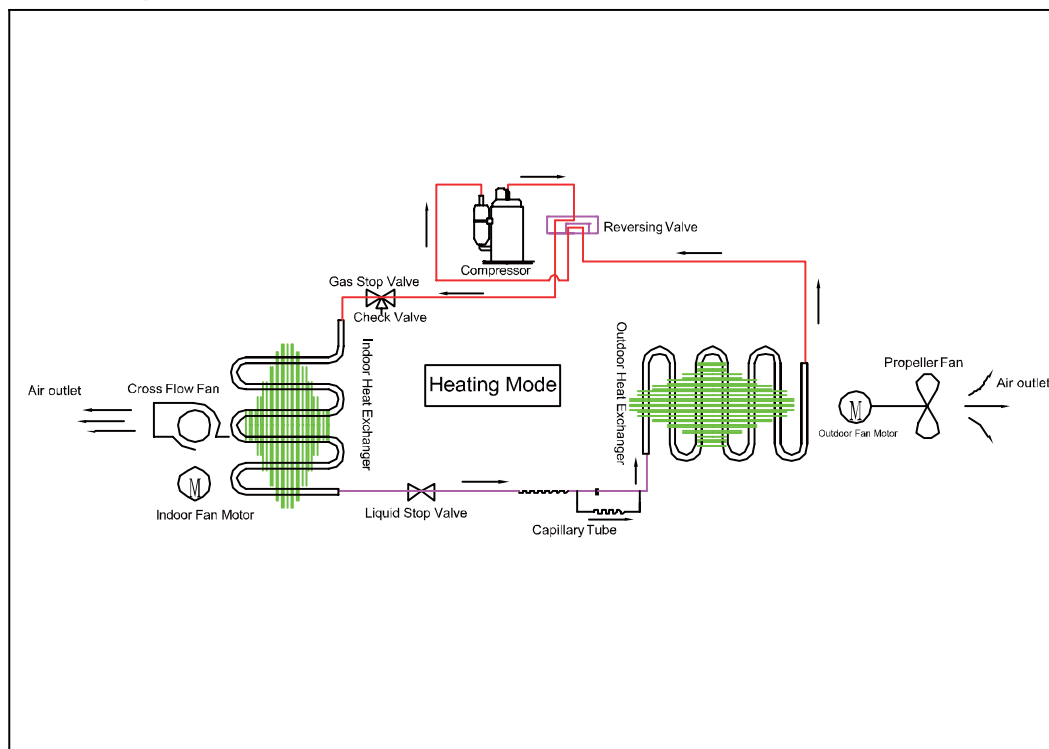 Reversing Valve
Compressor
Gas Stop Valve
Check Valve
Indoor Heat Exchanger
Outdoor Heat Exchanger
Heating Mode
Propeller Fan
Air outlet
Cross Flow Fan
Air outlet
M
Outdoor Fan Motor
M
Indoor Fan Motor
Liquid Stop Valve
Capillary Tube